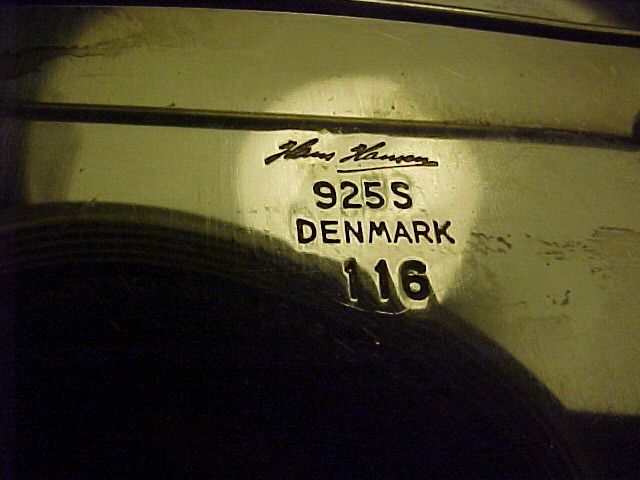 Hans Hansen
925S
DENMARK
116